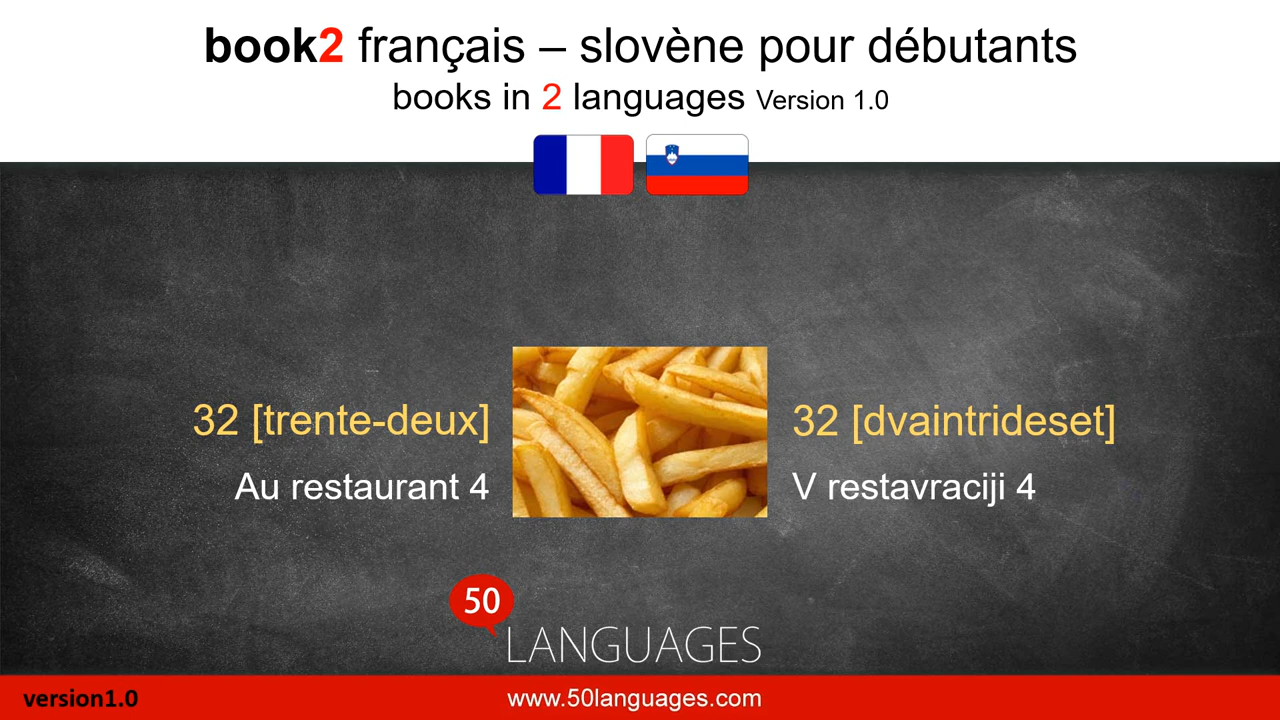 book2 français – slovène pour débutants
books in 2 languages Version 1.0
32 [trente-deux]
Au restaurant 4
32 [dvaintrideset]
V restavraciji 4
50
LANGUAGES
version1.0
www.50languages.com